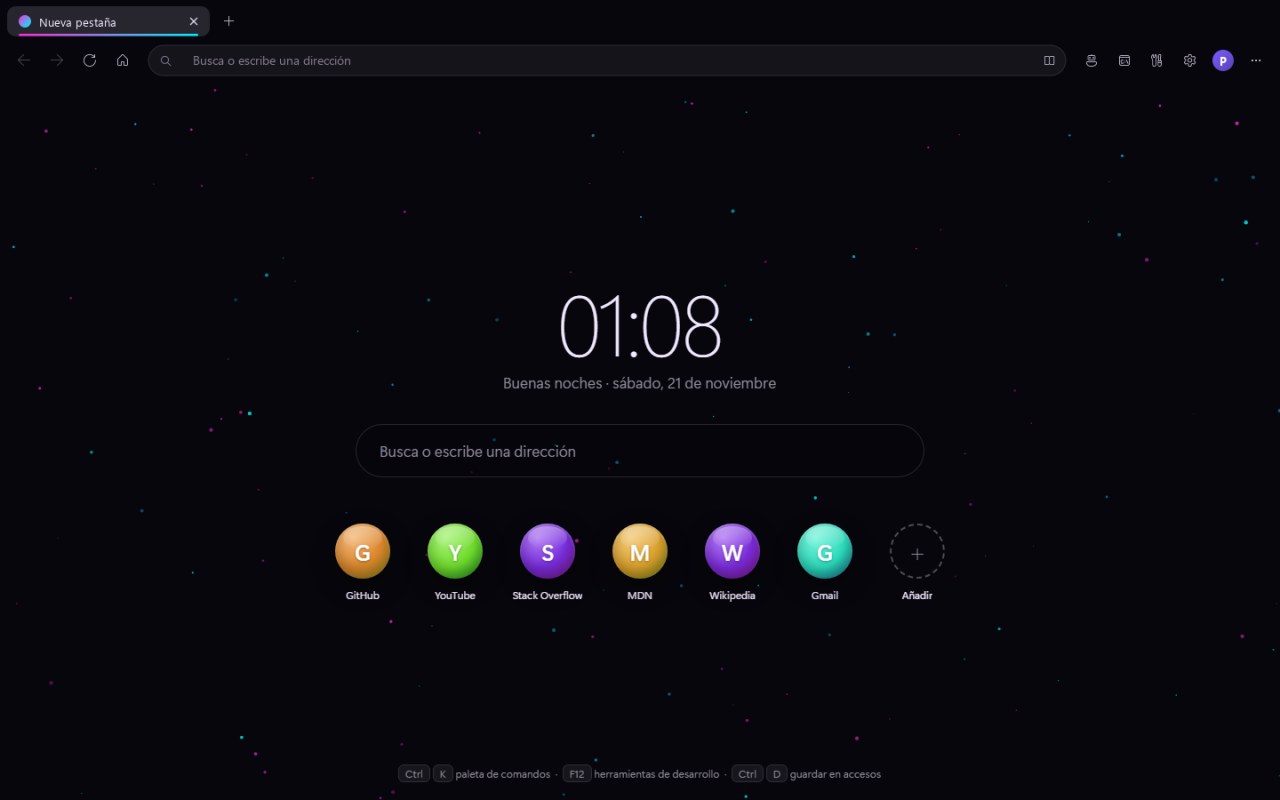 Nueva pestaña
Busca o escribe una dirección
P
01:08
Buenas noches · sábado, 21 de noviembre
Busca o escribe una dirección
G Y S M W G +
GitHub YouTube Stack Overflow MDN Wikipedia Gmail Añadir
Ctrl K paleta de comandos · F12 herramientas de desarrollo · Ctrl D guardar en accesos